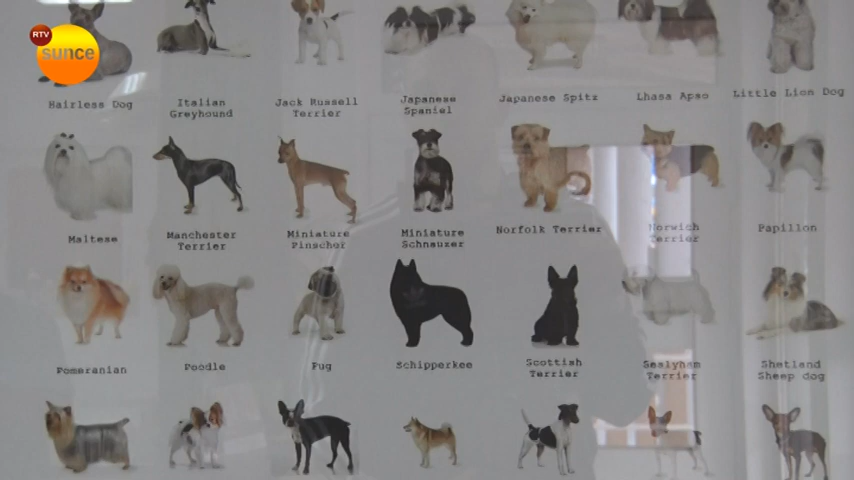 RTV
sunce
Hairless Dog
Italian
Greyhound
Jack Russell
Terrier
Japanese
Spaniel
Japanese Spitz
Lhasa Apso
Little Lion Dog
Maltese
Manchester
Terrier
Miniature
Pinscher
Miniature
Schnauzer
Norfolk Terrier
Norwich
Terrier
Papillon
Pomeranian
Poodle
Pug
Schipperkee
Scottish
Terrier
Sealyham
Terrier
Shetland
Sheep dog